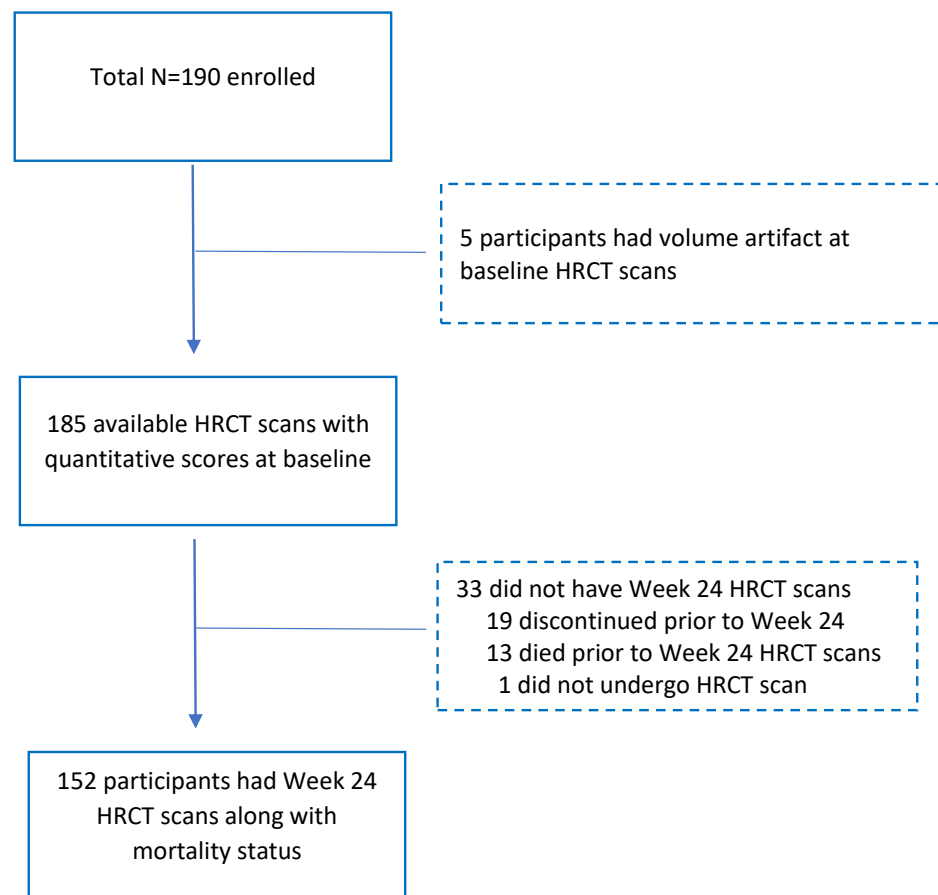 Total N=190 enrolled
5 participants had volume artifact at
baseline HRCT scans
185 available HRCT scans with
quantitative scores at baseline
33 did not have Week 24 HRCT scans
19 discontinued prior to Week 24
13 died prior to Week 24 HRCT scans
1 did not undergo HRCT scan
152 participants had Week 24
HRCT scans along with
mortality status